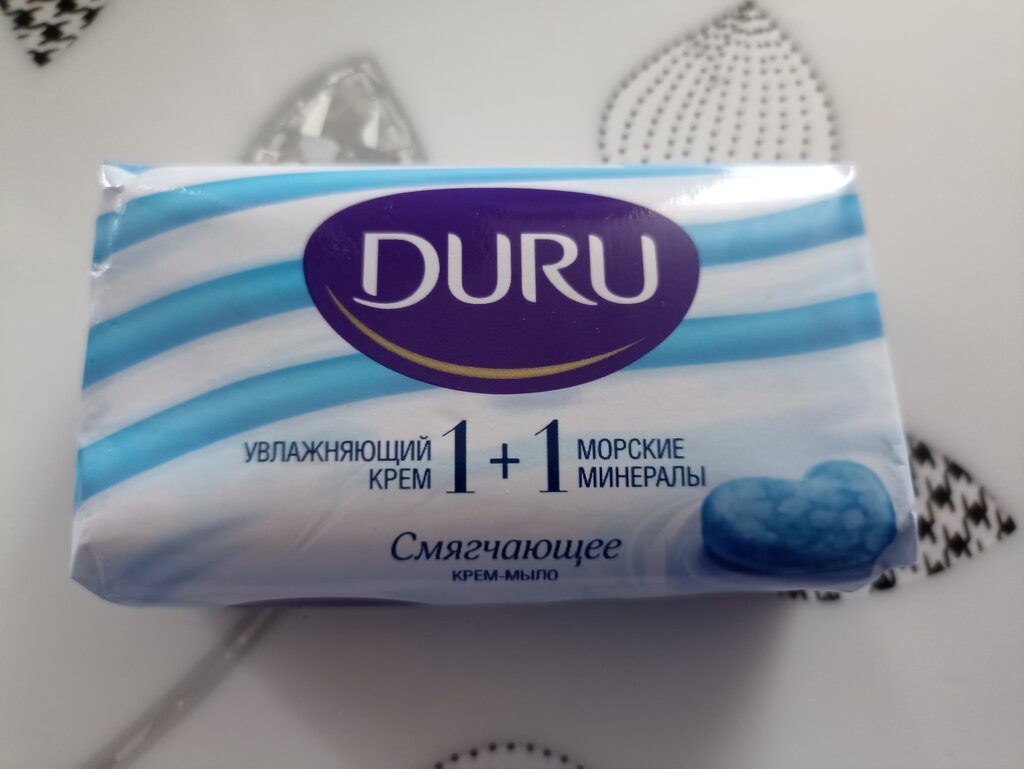 DURU
УВЛАЖНЯЮЩИЙ
КРЕМ
1 + 1
МОРСКИЕ
МИНЕРАЛЫ
Смягчающее
КРЕМ-МЫЛО